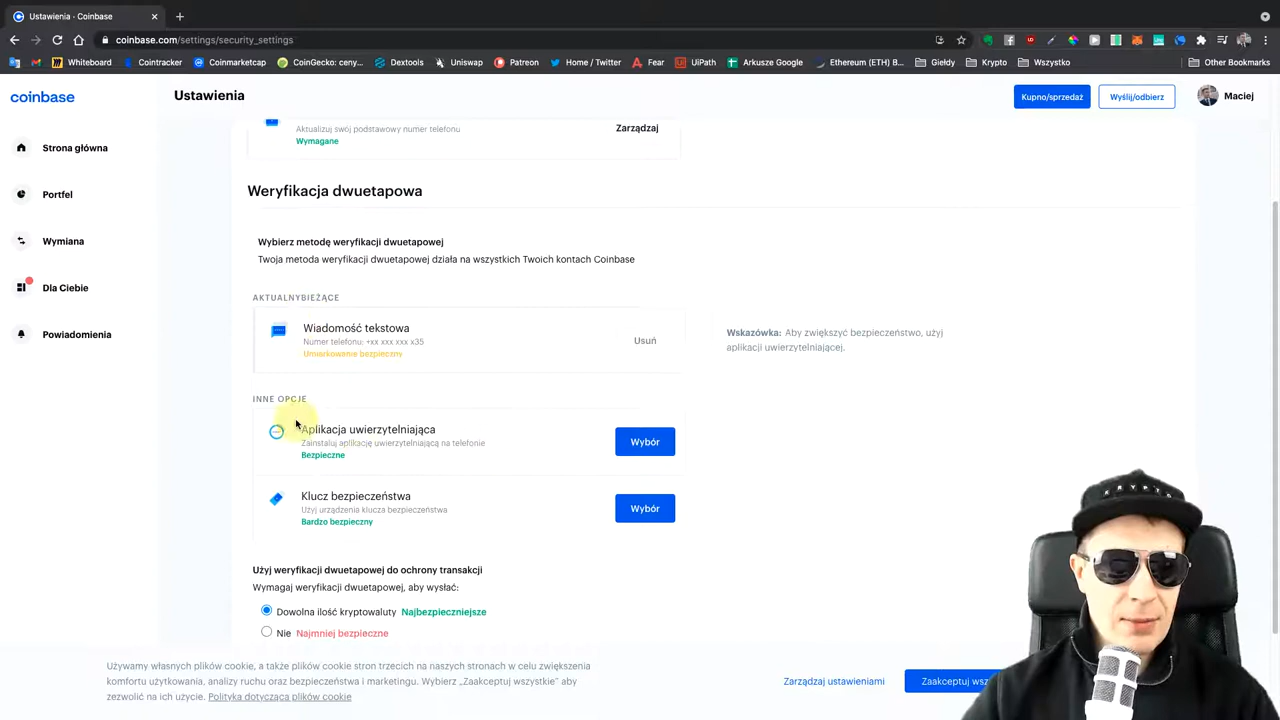 Ustawienia · Coinbase
coinbase.com/settings/security_settings
Whiteboard
Cointracker
Coinmarketcap
CoinGecko: ceny...
Dextools
Uniswap
Patreon
Home / Twitter
Fear
UiPath
Arkusze Google
Ethereum (ETH) B...
Giełdy
Krypto
Wszystko
Other Bookmarks
coinbase
Ustawienia
Kupno/sprzedaż
Wyślij/odbierz
Maciej
Strona główna
Portfel
Wymiana
Dla Ciebie
Powiadomienia
Aktualizuj swój podstawowy numer telefonu
Wymagane
Zarządzaj
Weryfikacja dwuetapowa
Wybierz metodę weryfikacji dwuetapowej
Twoja metoda weryfikacji dwuetapowej działa na wszystkich Twoich kontach Coinbase
AKTUALNYBIEŻĄCE
Wiadomość tekstowa
Numer telefonu: +xx xxx xxx x35
Umiarkowanie bezpieczny
Usuń
Wskazówka: Aby zwiększyć bezpieczeństwo, użyj
aplikacji uwierzytelniającej.
INNE OPCJE
Aplikacja uwierzytelniająca
Zainstaluj aplikację uwierzytelniającą na telefonie
Bezpieczne
Wybór
Klucz bezpieczeństwa
Użyj urządzenia klucza bezpieczeństwa
Bardzo bezpieczny
Wybór
Użyj weryfikacji dwuetapowej do ochrony transakcji
Wymagaj weryfikacji dwuetapowej, aby wysłać:
Dowolna ilość kryptowaluty Najbezpieczniejsze
Nie Najmniej bezpieczne
Używamy własnych plików cookie, a także plików cookie stron trzecich na naszych stronach w celu zwiększenia
komfortu użytkowania, analizy ruchu oraz bezpieczeństwa i marketingu. Wybierz „Zaakceptuj wszystkie” aby
zezwolić na ich użycie. Polityka dotycząca plików cookie
Zarządzaj ustawieniami
Zaakceptuj wsz
KRYPTO